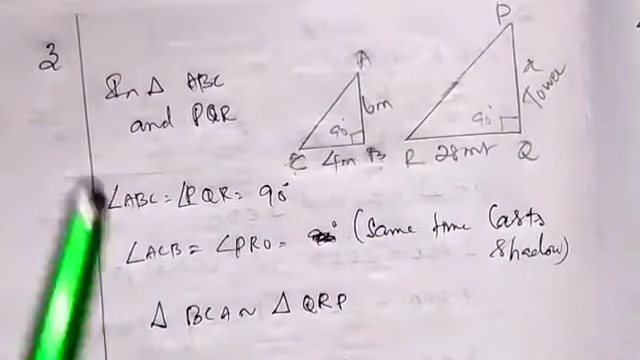 3
In Δ ABC
and PQR
A
6m
90°
C 4m B
P
x
Tower
90°
R 28mt Q
∠ABC = ∠PQR = 90°
∠ACB = ∠PRQ = (Same time Casts
Shadow)
Δ BCA ~ Δ QRP